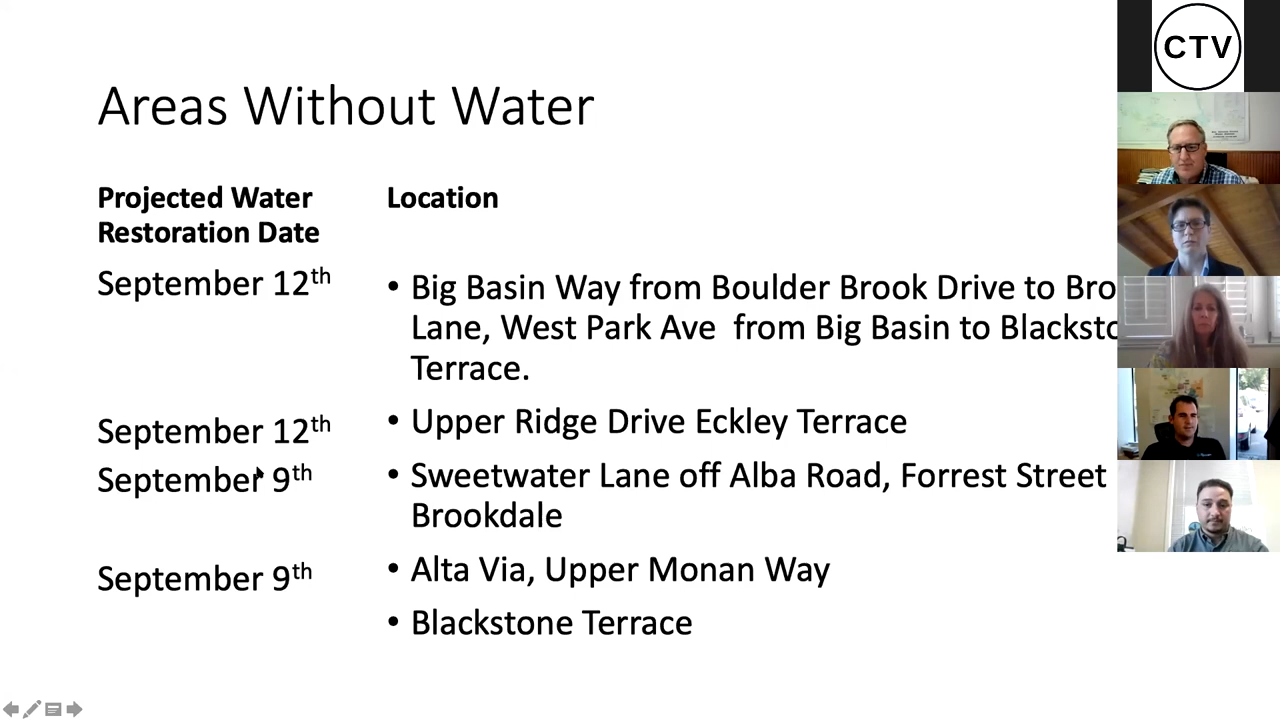 CTV
Areas Without Water
Projected Water
Restoration Date
Location
September 12th
• Big Basin Way from Boulder Brook Drive to
Lane, West Park Ave from Big Basin to
Terrace.
September 12th
• Upper Ridge Drive Eckley Terrace
September 9th
• Sweetwater Lane off Alba Road, Forrest Street
Brookdale
September 9th
• Alta Via, Upper Monan Way
• Blackstone Terrace